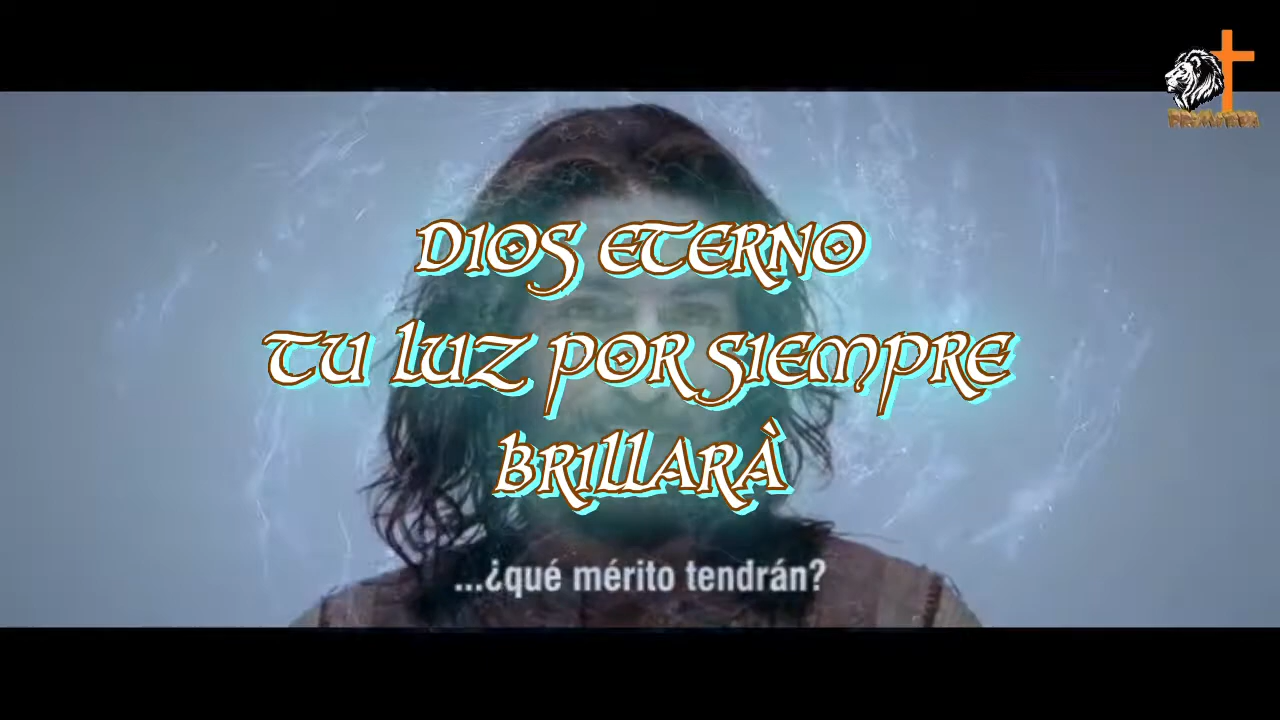 DIOS ETERNO
TU LUZ POR SIEMPRE
BRILLARÀ
...¿qué mérito tendrán?